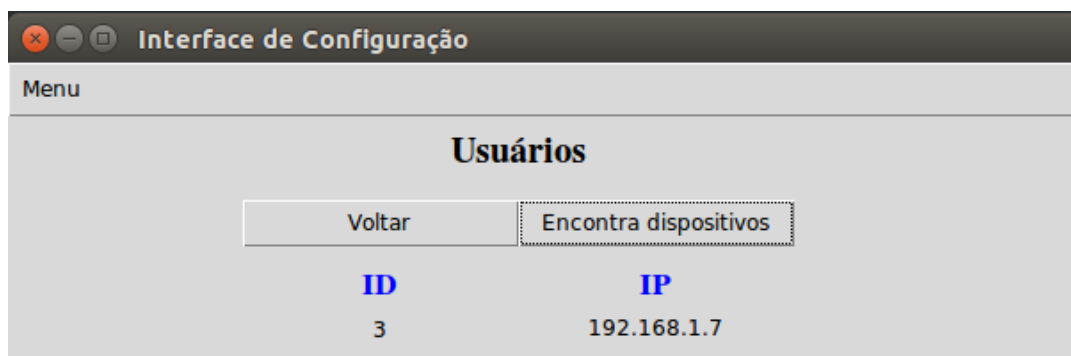 Interface de Configuração
Menu
Usuários
Voltar Encontra dispositivos
ID IP
3 192.168.1.7